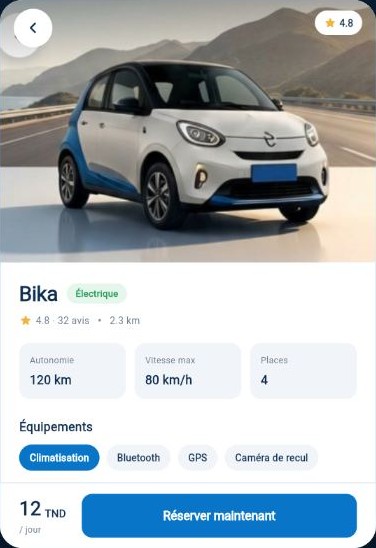 4.8
Bika Électrique
4.8 · 32 avis • 2.3 km
Autonomie Vitesse max Places
120 km 80 km/h 4
Équipements
Climatisation Bluetooth GPS Caméra de recul
12 TND
/ jour
Réserver maintenant